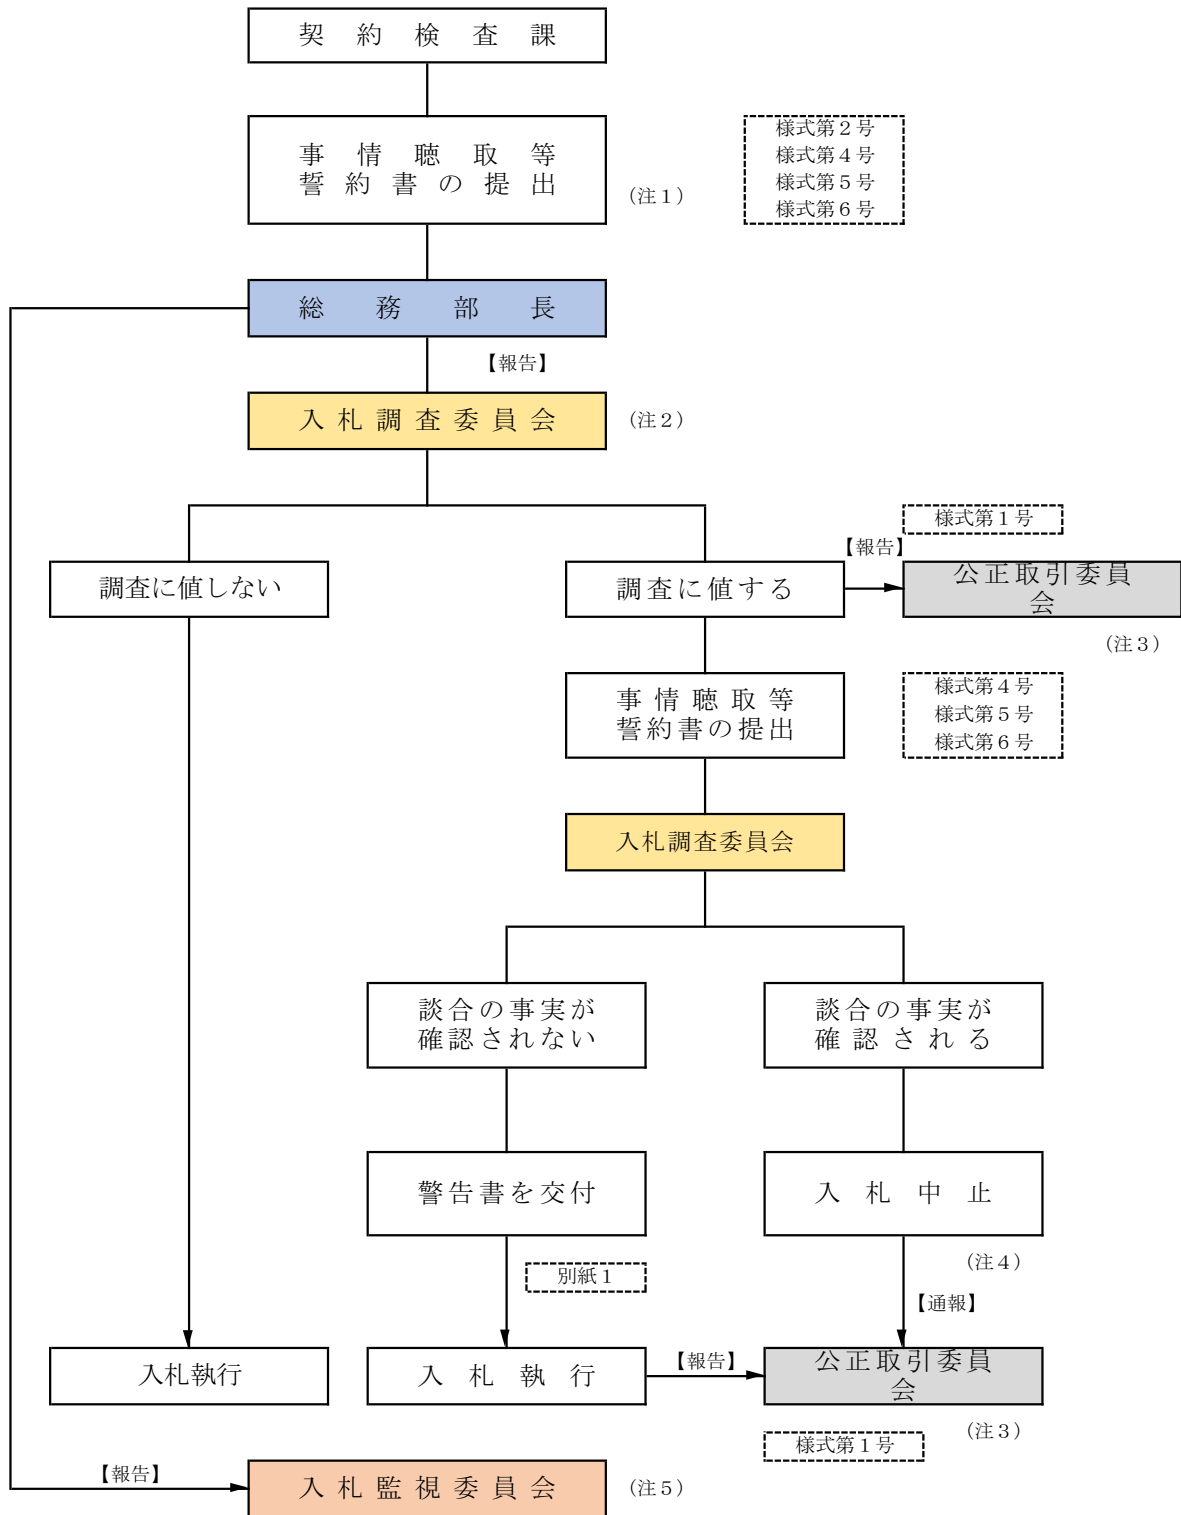 契約検査課
事情聴取等
誓約書の提出
(注１)
様式第２号
様式第４号
様式第５号
様式第６号
総務部長
【報告】
入札調査委員会
(注２)
様式第１号
調査に値しない
調査に値する
【報告】
公正取引委員
会
(注３)
事情聴取等
誓約書の提出
様式第４号
様式第５号
様式第６号
入札調査委員会
談合の事実が
確認されない
談合の事実が
確認される
警告書を交付
入札中止
(注４)
別紙１
【通報】
入札執行
入札執行
【報告】
公正取引委員
会
(注３)
様式第１号
【報告】
入札監視委員会
(注５)